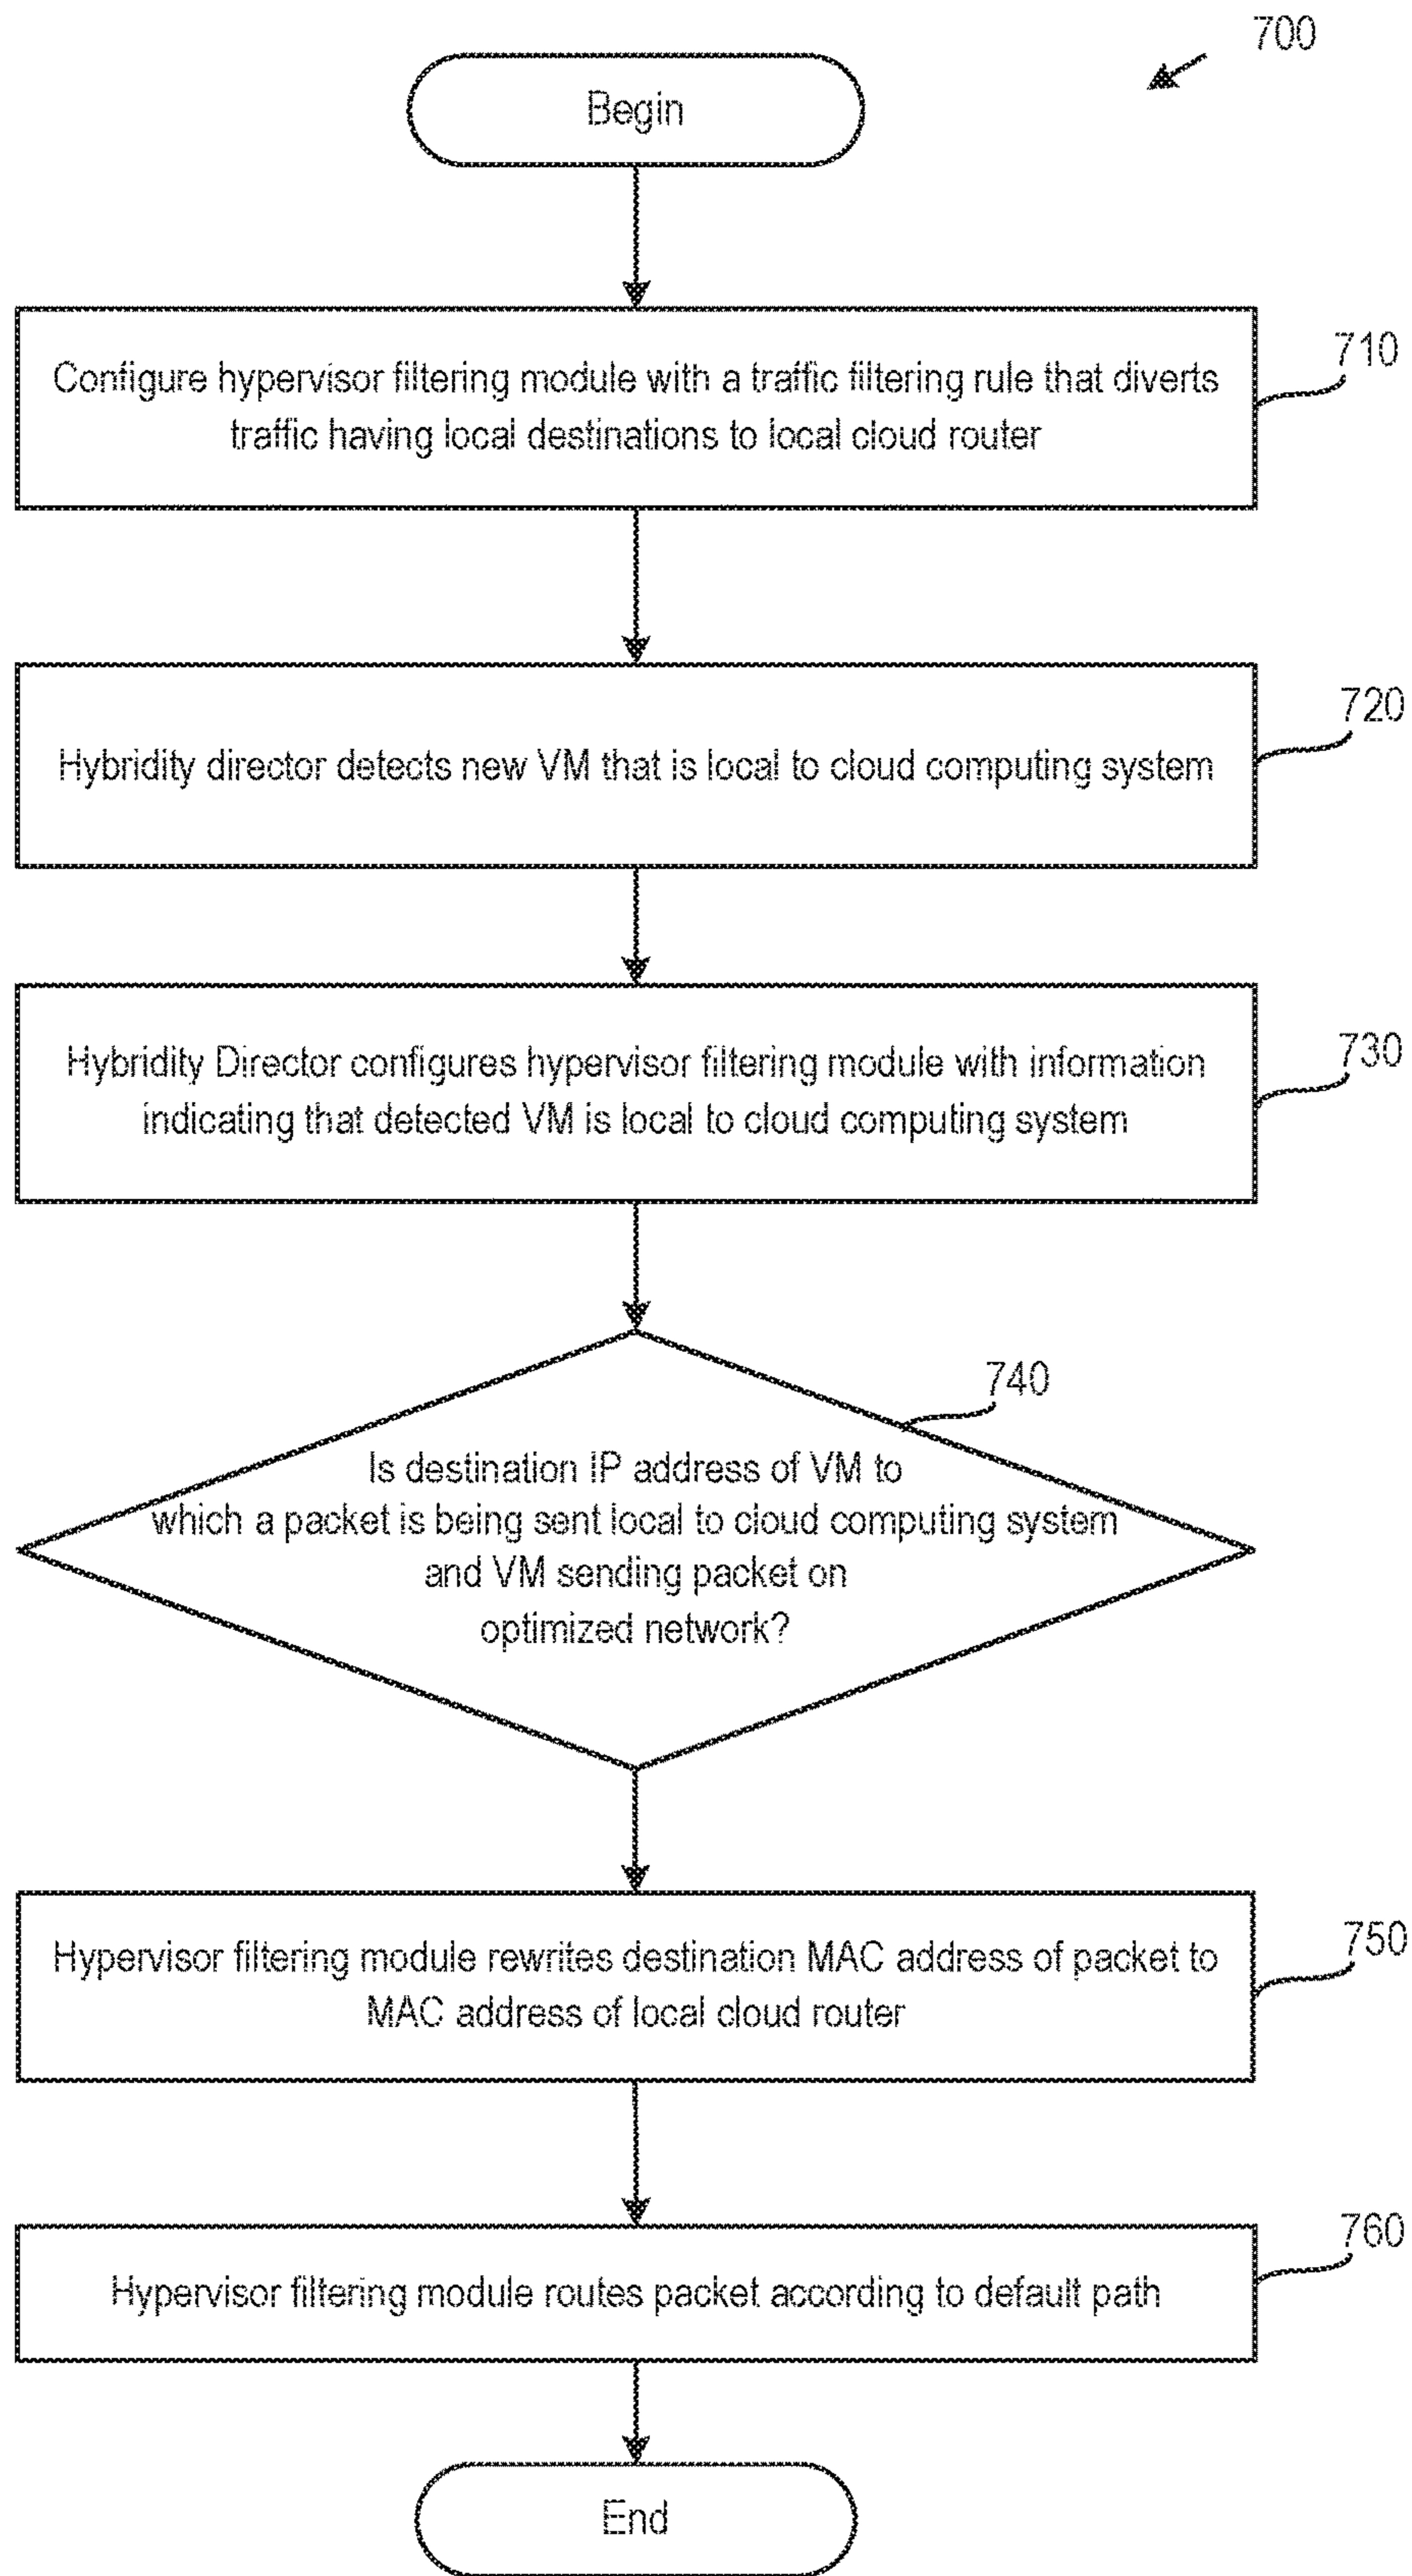 700
Begin
710
Configure hypervisor filtering module with a traffic filtering rule that diverts
traffic having local destinations to local cloud router
720
Hybridity director detects new VM that is local to cloud computing system
730
Hybridity Director configures hypervisor filtering module with information
indicating that detected VM is local to cloud computing system
740
Is destination IP address of VM to
which a packet is being sent local to cloud computing system
and VM sending packet on
optimized network?
750
Hypervisor filtering module rewrites destination MAC address of packet to
MAC address of local cloud router
760
Hypervisor filtering module routes packet according to default path
End